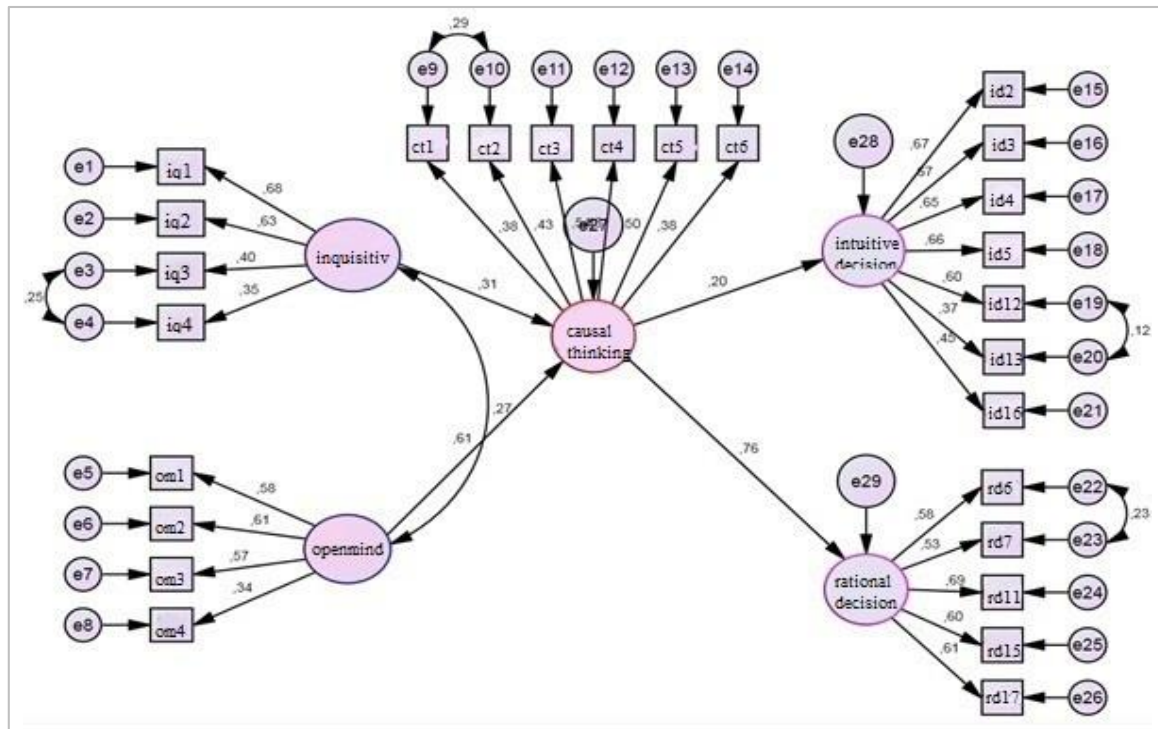 ,29
e9 e10 e11 e12 e13 e14
ct1 ct2 ct3 ct4 ct5 ct6
,38 ,43 ,50 ,38
e27
e1 iq1 ,68
e2 iq2 ,63
e3 iq3 ,40
e4 iq4 ,35
,25
inquisitiv
,31
causal
thinking
,27
,61
,20
,76
e5 om1 ,58
e6 om2 ,61
e7 om3 ,57
e8 om4 ,34
openmind
e28
intuitive
decision
,67 id2 e15
,67 id3 e16
,65 id4 e17
,66 id5 e18
,60 id12 e19
,37 id13 e20
,45 id16 e21
,12
e29
rational
decision
,58 rd6 e22
,53 rd7 e23
,69 rd11 e24
,60 rd15 e25
,61 rd17 e26
,23